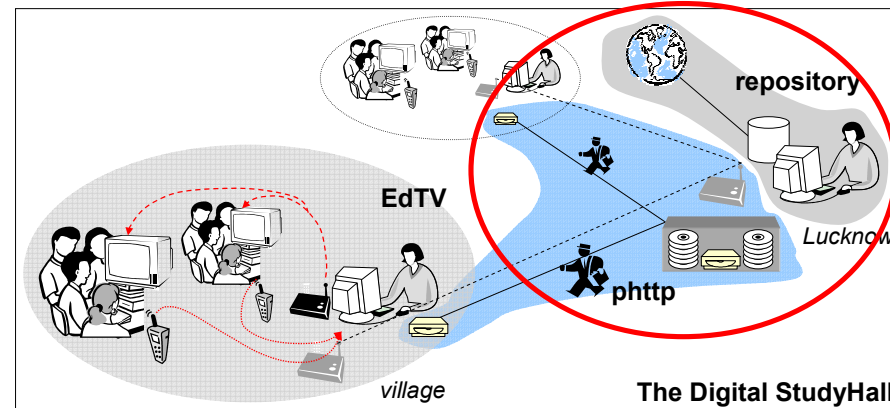 repository
EdTV
Lucknow
phttp
village
The Digital StudyHall